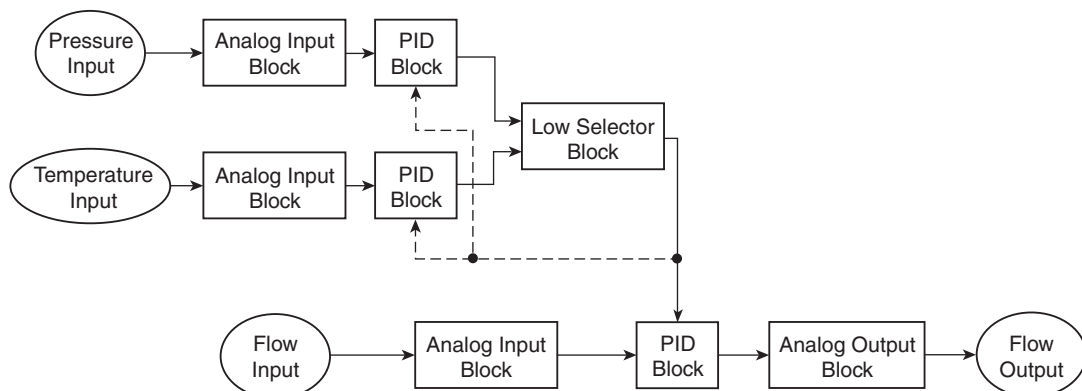 Pressure
Input
Analog Input
Block
PID
Block
Low Selector
Block
Temperature
Input
Analog Input
Block
PID
Block
Flow
Input
Analog Input
Block
PID
Block
Analog Output
Block
Flow
Output